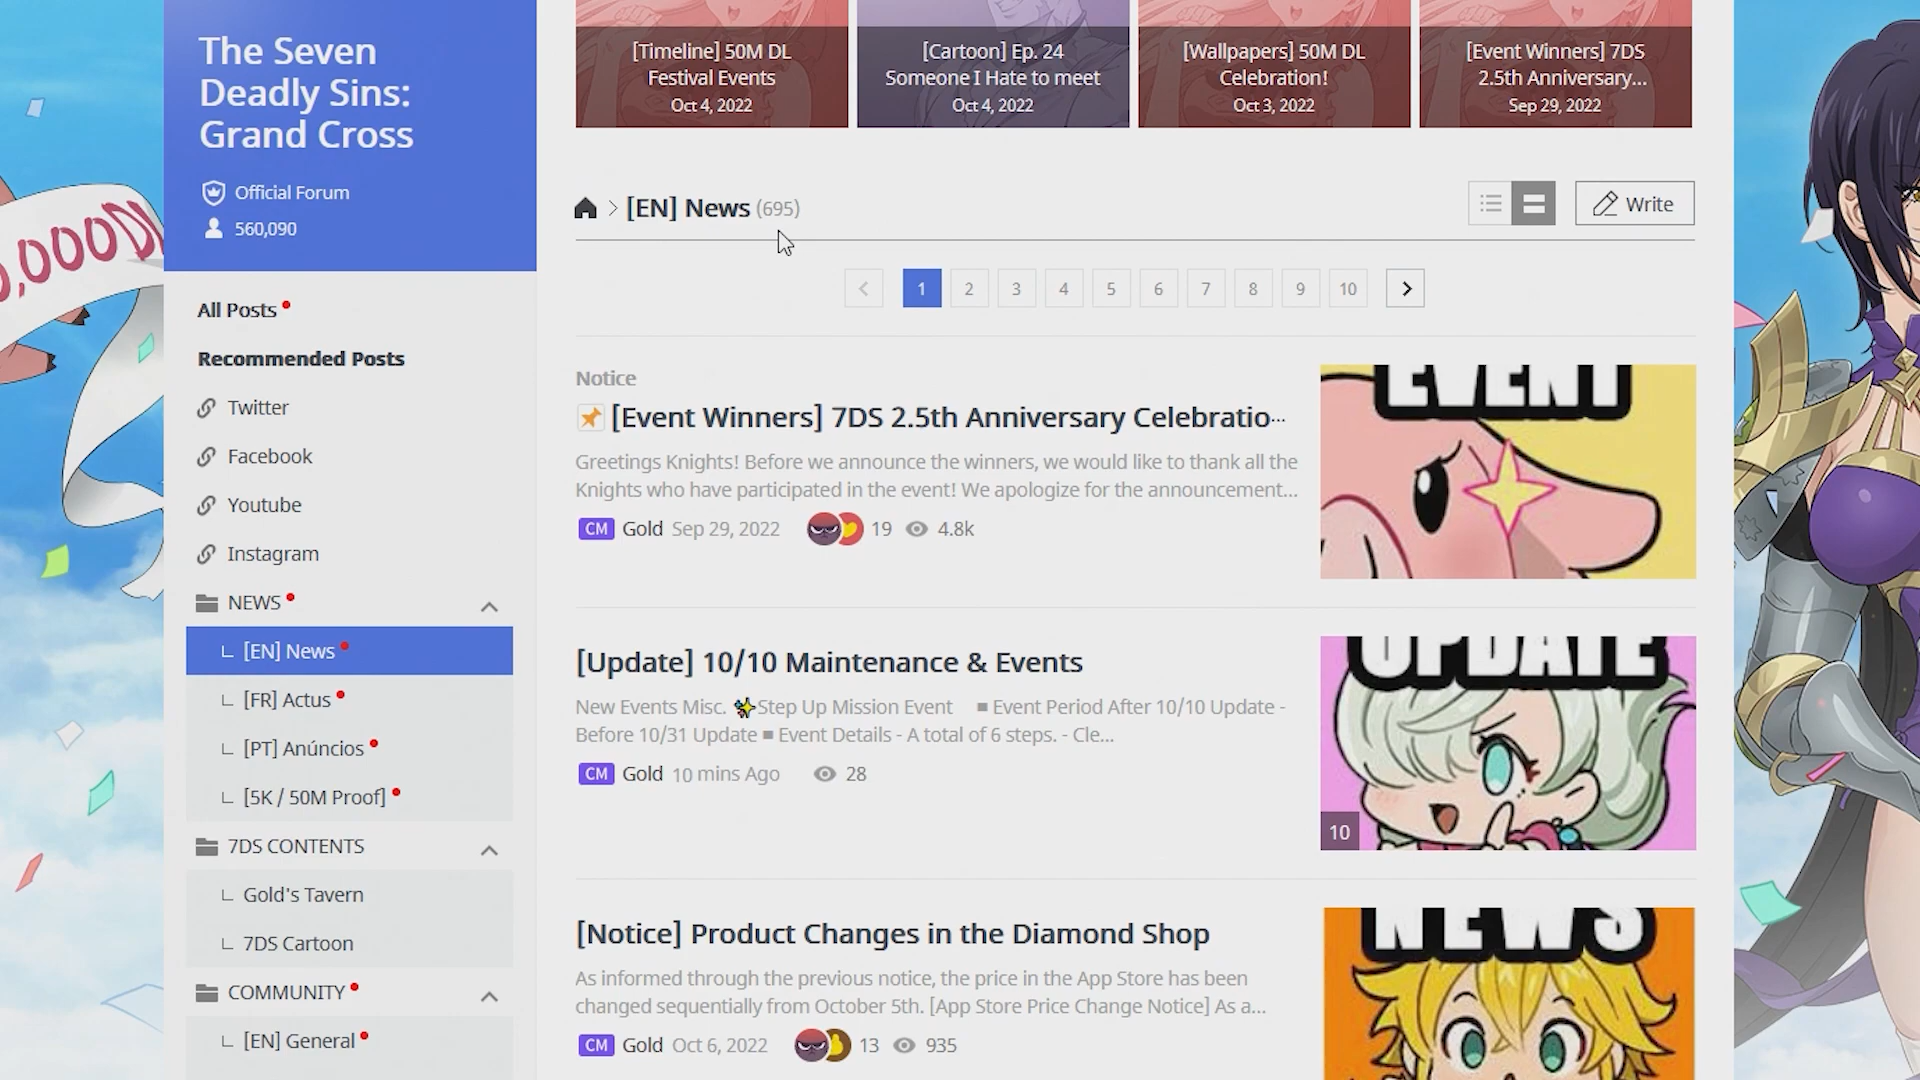 The Seven
Deadly Sins:
Grand Cross
Official Forum
560,090
All Posts
Recommended Posts
Twitter
Facebook
Youtube
Instagram
NEWS
[EN] News
[FR] Actus
[PT] Anúncios
[5K / 50M Proof]
7DS CONTENTS
Gold's Tavern
7DS Cartoon
COMMUNITY
[EN] General
[Timeline] 50M DL
Festival Events
Oct 4, 2022
[Cartoon] Ep. 24
Someone I Hate to meet
Oct 4, 2022
[Wallpapers] 50M DL
Celebration!
Oct 3, 2022
[Event Winners] 7DS
2.5th Anniversary...
Sep 29, 2022
[EN] News (695)
Write
1 2 3 4 5 6 7 8 9 10
Notice
[Event Winners] 7DS 2.5th Anniversary Celebratio...
Greetings Knights! Before we announce the winners, we would like to thank all the
Knights who have participated in the event! We apologize for the announcement...
CM Gold Sep 29, 2022 19 4.8k
EVENT
[Update] 10/10 Maintenance & Events
New Events Misc. ✨Step Up Mission Event ■ Event Period After 10/10 Update -
Before 10/31 Update ■ Event Details - A total of 6 steps. - Cle...
CM Gold 10 mins Ago 28
UPDATE
10
[Notice] Product Changes in the Diamond Shop
As informed through the previous notice, the price in the App Store has been
changed sequentially from October 5th. [App Store Price Change Notice] As a...
CM Gold Oct 6, 2022 13 935
NEWS
0,000DL